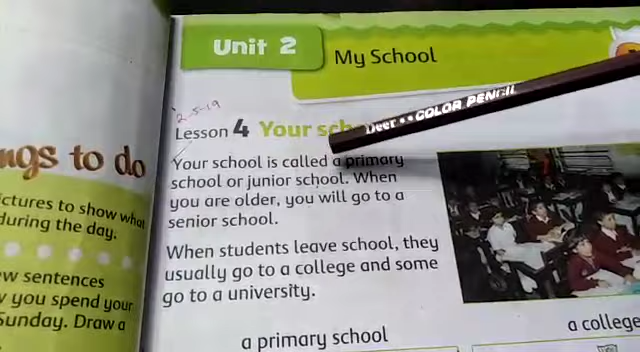 Unit 2
My School
2-5-19
Lesson 4 Your
Deer COLOR PENCIL
Your school is called a primary
school or junior school. When
you are older, you will go to a
senior school.
When students leave school, they
usually go to a college and some
go to a university.
a primary school
a college
ngs to do
ictures to show what
during the day.
w sentences
y you spend your
Sunday. Draw a